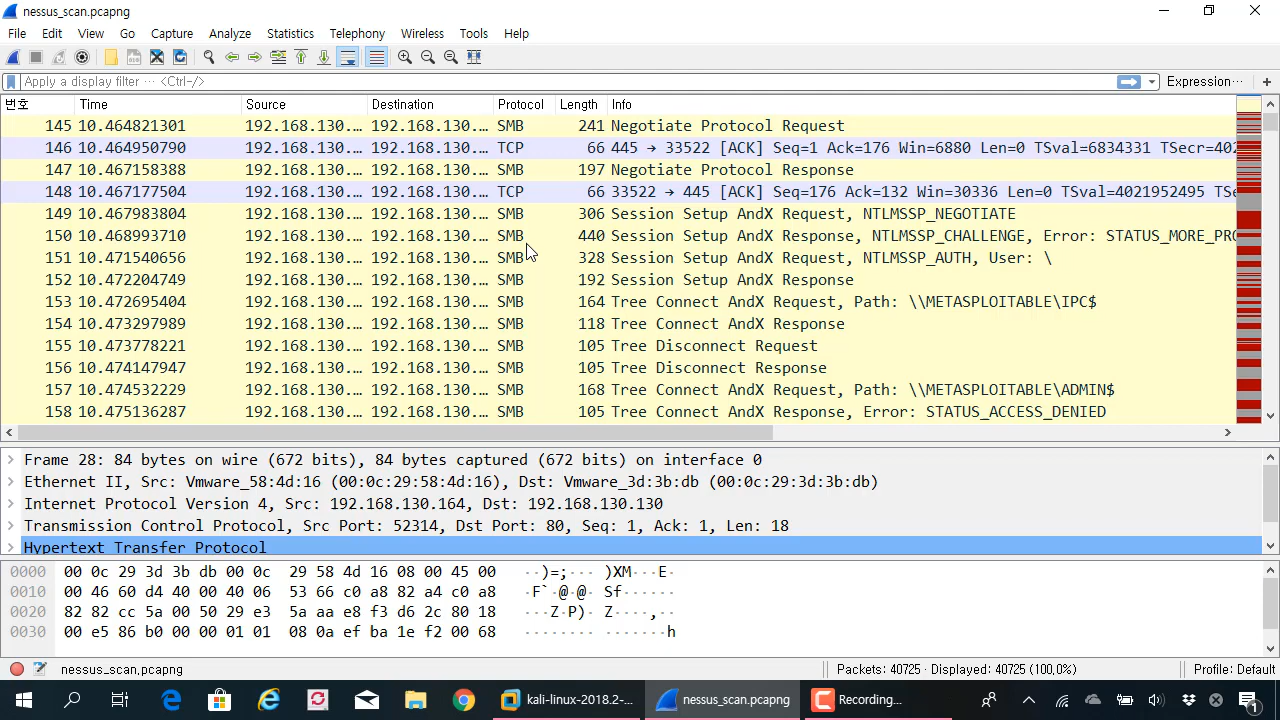 nessus_scan.pcapng
File Edit View Go Capture Analyze Statistics Telephony Wireless Tools Help
Apply a display filter ··· <Ctrl-/>
Expression···
+
번호 Time Source Destination Protocol Length Info
145 10.464821301 192.168.130.… 192.168.130.… SMB 241 Negotiate Protocol Request
146 10.464950790 192.168.130.… 192.168.130.… TCP 66 445 → 33522 [ACK] Seq=1 Ack=176 Win=6880 Len=0 TSval=6834331 TSecr=402
147 10.467158388 192.168.130.… 192.168.130.… SMB 197 Negotiate Protocol Response
148 10.467177504 192.168.130.… 192.168.130.… TCP 66 33522 → 445 [ACK] Seq=176 Ack=132 Win=30336 Len=0 TSval=4021952495 TSe
149 10.467983804 192.168.130.… 192.168.130.… SMB 306 Session Setup AndX Request, NTLMSSP_NEGOTIATE
150 10.468993710 192.168.130.… 192.168.130.… SMB 440 Session Setup AndX Response, NTLMSSP_CHALLENGE, Error: STATUS_MORE_PRO
151 10.471540656 192.168.130.… 192.168.130.… SMB 328 Session Setup AndX Request, NTLMSSP_AUTH, User: \
152 10.472204749 192.168.130.… 192.168.130.… SMB 192 Session Setup AndX Response
153 10.472695404 192.168.130.… 192.168.130.… SMB 164 Tree Connect AndX Request, Path: \\METASPLOITABLE\IPC$
154 10.473297989 192.168.130.… 192.168.130.… SMB 118 Tree Connect AndX Response
155 10.473778221 192.168.130.… 192.168.130.… SMB 105 Tree Disconnect Request
156 10.474147947 192.168.130.… 192.168.130.… SMB 105 Tree Disconnect Response
157 10.474532229 192.168.130.… 192.168.130.… SMB 168 Tree Connect AndX Request, Path: \\METASPLOITABLE\ADMIN$
158 10.475136287 192.168.130.… 192.168.130.… SMB 105 Tree Connect AndX Response, Error: STATUS_ACCESS_DENIED
Frame 28: 84 bytes on wire (672 bits), 84 bytes captured (672 bits) on interface 0
Ethernet II, Src: Vmware_58:4d:16 (00:0c:29:58:4d:16), Dst: Vmware_3d:3b:db (00:0c:29:3d:3b:db)
Internet Protocol Version 4, Src: 192.168.130.164, Dst: 192.168.130.130
Transmission Control Protocol, Src Port: 52314, Dst Port: 80, Seq: 1, Ack: 1, Len: 18
Hypertext Transfer Protocol
0000 00 0c 29 3d 3b db 00 0c 29 58 4d 16 08 00 45 00 ··)=;··· )XM···E·
0010 00 46 60 d4 40 00 40 06 53 66 c0 a8 82 a4 c0 a8 ·F`·@·@· Sf······
0020 82 82 cc 5a 00 50 29 e3 5a aa e8 f3 d6 2c 80 18 ···Z·P)· Z····,··
0030 00 e5 86 b0 00 00 01 01 08 0a ef ba 1e f2 00 68 ········ ·······h
nessus_scan.pcapng
Packets: 40725 · Displayed: 40725 (100,0%)
Profile: Default
kali-linux-2018.2-...
nessus_scan.pcapng
Recording...
1